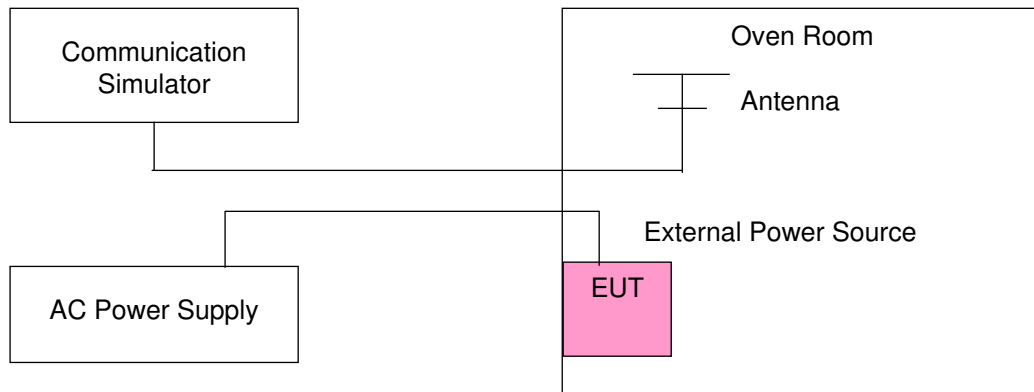 Communication
Simulator
Oven Room
Antenna
External Power Source
AC Power Supply
EUT